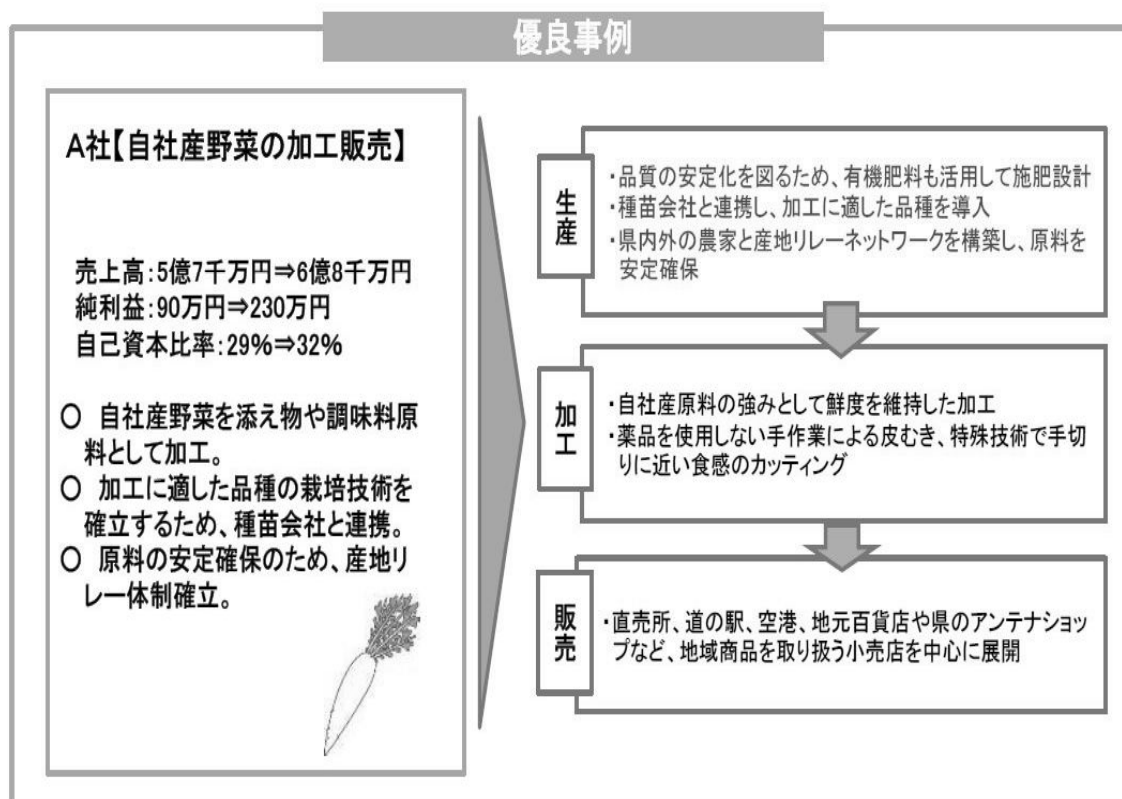 優良事例
A社【自社産野菜の加工販売】
売上高：5億7千万円⇒6億8千万円
純利益：90万円⇒230万円
自己資本比率：29％⇒32％
○　自社産野菜を添え物や調味料原
料として加工。
○　加工に適した品種の栽培技術を
確立するため、種苗会社と連携。
○　原料の安定確保のため、産地リ
レー体制確立。
生産
・品質の安定化を図るため、有機肥料も活用して施肥設計
・種苗会社と連携し、加工に適した品種を導入
・県内外の農家と産地リレーネットワークを構築し、原料を
安定確保
加工
・自社産原料の強みとして鮮度を維持した加工
・薬品を使用しない手作業による皮むき、特殊技術で手切
りに近い食感のカッティング
販売
・直売所、道の駅、空港、地元百貨店や県のアンテナショッ
プなど、地域商品を取り扱う小売店を中心に展開